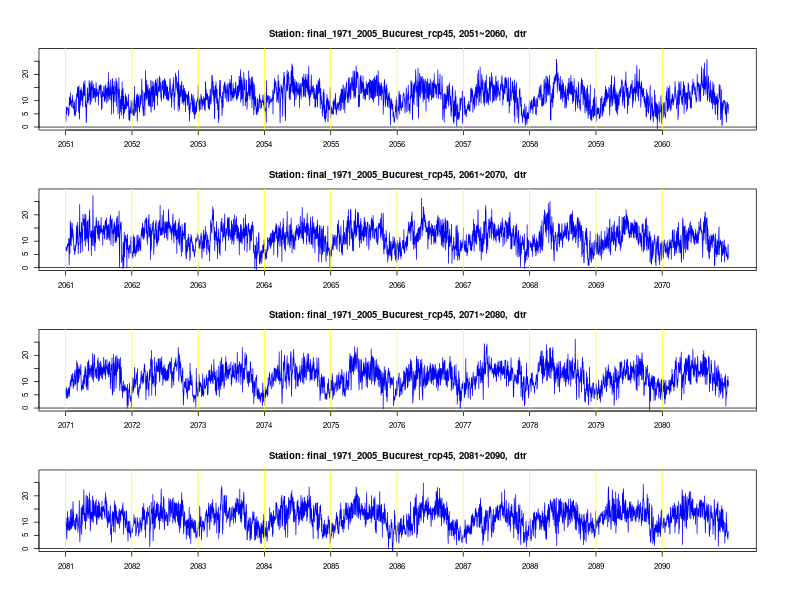 Station: final_1971_2005_Bucurest_rcp45, 2051~2060, dtr
20
10
5
0
2051 2052 2053 2054 2055 2056 2057 2058 2059 2060
Station: final_1971_2005_Bucurest_rcp45, 2061~2070, dtr
20
10
5
0
2061 2062 2063 2064 2065 2066 2067 2068 2069 2070
Station: final_1971_2005_Bucurest_rcp45, 2071~2080, dtr
20
10
5
0
2071 2072 2073 2074 2075 2076 2077 2078 2079 2080
Station: final_1971_2005_Bucurest_rcp45, 2081~2090, dtr
20
10
5
0
2081 2082 2083 2084 2085 2086 2087 2088 2089 2090